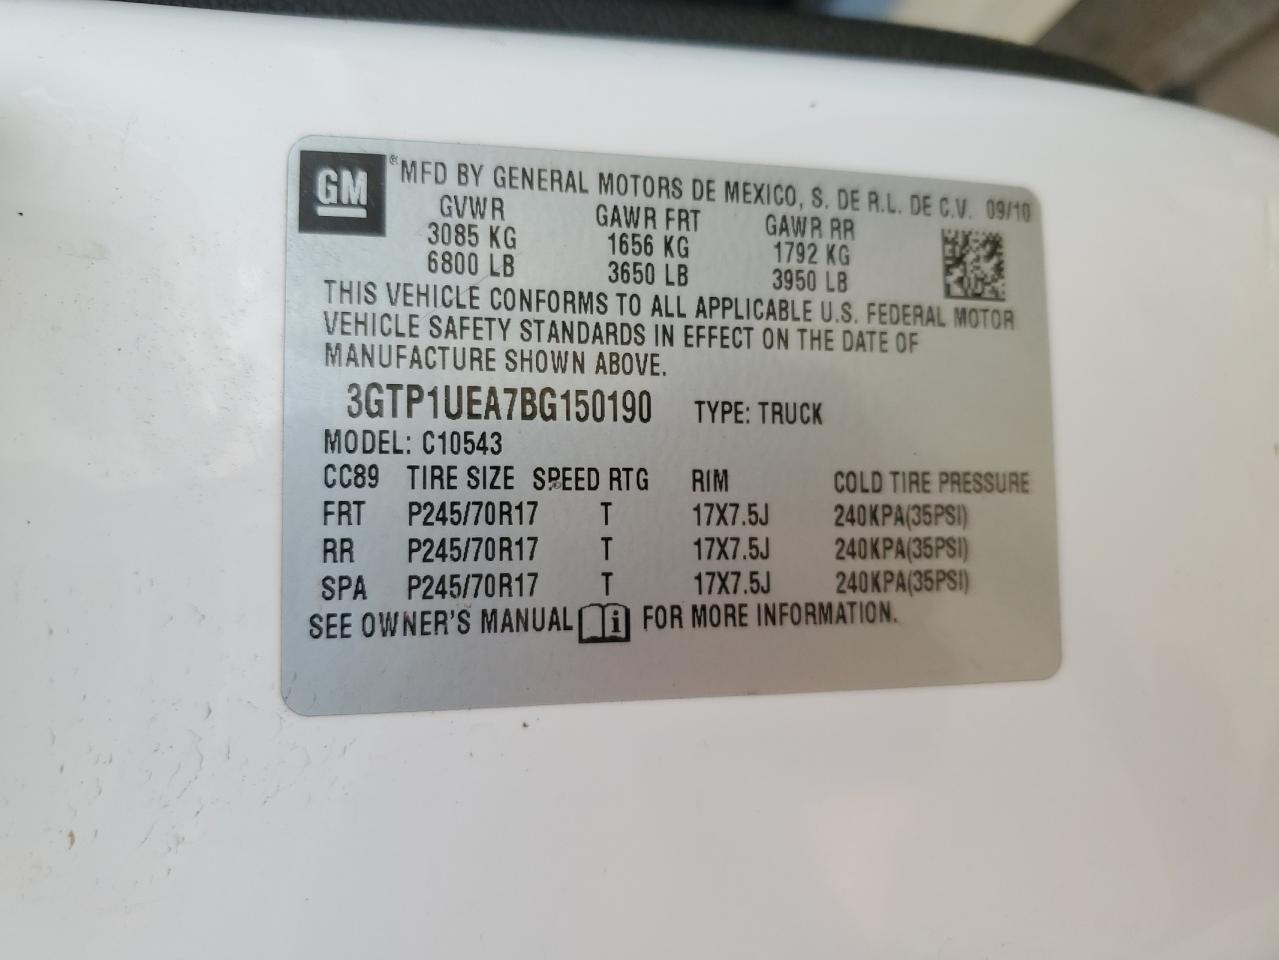 GM ® MFD BY GENERAL MOTORS DE MEXICO, S. DE R.L. DE C.V. 09/10
GVWR GAWR FRT GAWR RR
3085 KG 1656 KG 1792 KG
6800 LB 3650 LB 3950 LB
THIS VEHICLE CONFORMS TO ALL APPLICABLE U.S. FEDERAL MOTOR
VEHICLE SAFETY STANDARDS IN EFFECT ON THE DATE OF
MANUFACTURE SHOWN ABOVE.
3GTP1UEA7BG150190 TYPE: TRUCK
MODEL: C10543
CC89 TIRE SIZE SPEED RTG RIM COLD TIRE PRESSURE
FRT P245/70R17 T 17X7.5J 240KPA(35PSI)
RR P245/70R17 T 17X7.5J 240KPA(35PSI)
SPA P245/70R17 T 17X7.5J 240KPA(35PSI)
SEE OWNER'S MANUAL i FOR MORE INFORMATION.